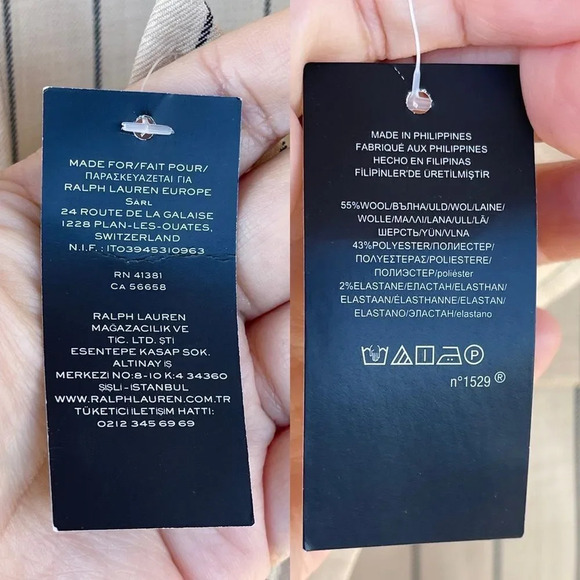 MADE FOR/FAIT POUR/
ΠΑΡΑΣΚΕΥΑΖΕΤΑΙ ΓΙΑ
RALPH LAUREN EUROPE
SARL
24 ROUTE DE LA GALAISE
1228 PLAN-LES-OUATES,
SWITZERLAND
N.I.F.: ITO3945310963
RN 41381
CA 56658
RALPH LAUREN
MAGAZACILIK VE
TIC. LTD. ŞTI
ESENTEPE KASAP SOK.
ALTINAY IŞ
MERKEZI NO:8-10 K:4 34360
ŞIŞLI-ISTANBUL
WWW.RALPHLAUREN.COM.TR
TÜKETICI ILETIŞIM HATTI:
0212 345 69 69
MADE IN PHILIPPINES
FABRIQUÉ AUX PHILIPPINES
HECHO EN FILIPINAS
FİLİPİNLER'DE ÜRETİLMİŞTİR
55%WOOL/ВЪЛНА/ULD/WOL/LAINE/
WOLLE/ΜΑΛΛΙ/LANA/ULL/LÃ/
ШЕРСТЬ/YÜN/VLNA
43%POLYESTER/ПОЛИЕСТЕР/
ΠΟΛΥΕΣΤΕΡΑΣ/POLIESTERE/
ПОЛИЭСТЕР/poliéster
2%ELASTANE/ЕЛАСТАН/ELASTHAN/
ELASTAAN/ÉLASTHANNE/ELASTAN/
ELASTANO/ЭЛАСТАН/elastano
P
n°1529 ®